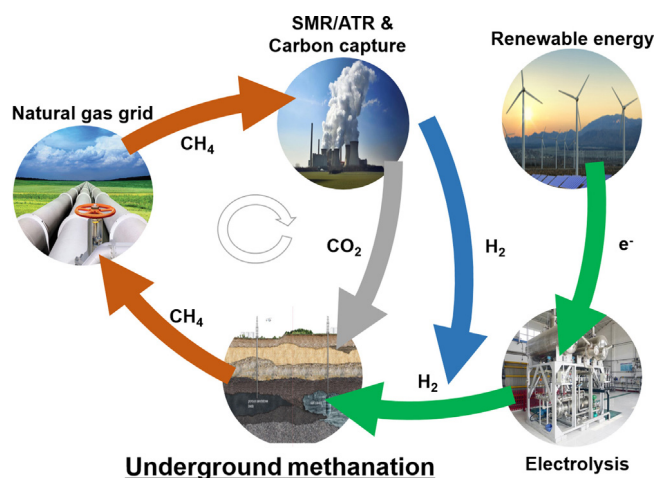 SMR/ATR &
Carbon capture
Renewable energy
Natural gas grid
CH₄
CO₂
H₂
e⁻
CH₄
H₂
Underground methanation
Electrolysis